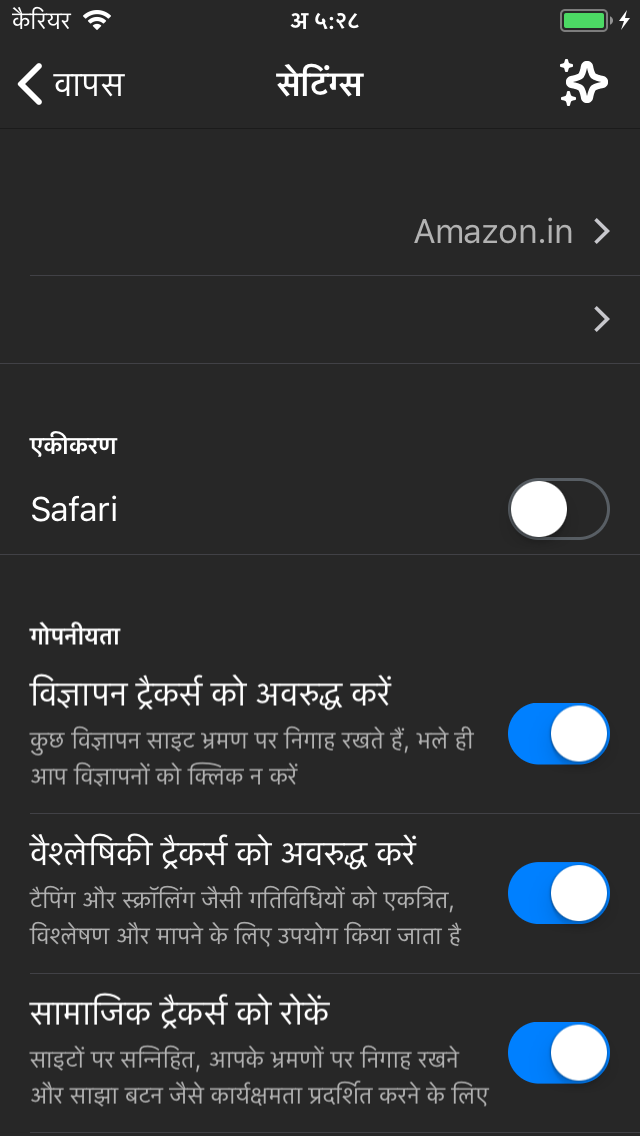 कैरियर अ ५:२८
वापस सेटिंग्स
Amazon.in
एकीकरण
Safari
गोपनीयता
विज्ञापन ट्रैकर्स को अवरुद्ध करें
कुछ विज्ञापन साइट भ्रमण पर निगाह रखते हैं, भले ही
आप विज्ञापनों को क्लिक न करें
वैश्लेषिकी ट्रैकर्स को अवरुद्ध करें
टैपिंग और स्क्रॉलिंग जैसी गतिविधियों को एकत्रित,
विश्लेषण और मापने के लिए उपयोग किया जाता है
सामाजिक ट्रैकर्स को रोकें
साइटों पर सन्निहित, आपके भ्रमणों पर निगाह रखने
और साझा बटन जैसे कार्यक्षमता प्रदर्शित करने के लिए